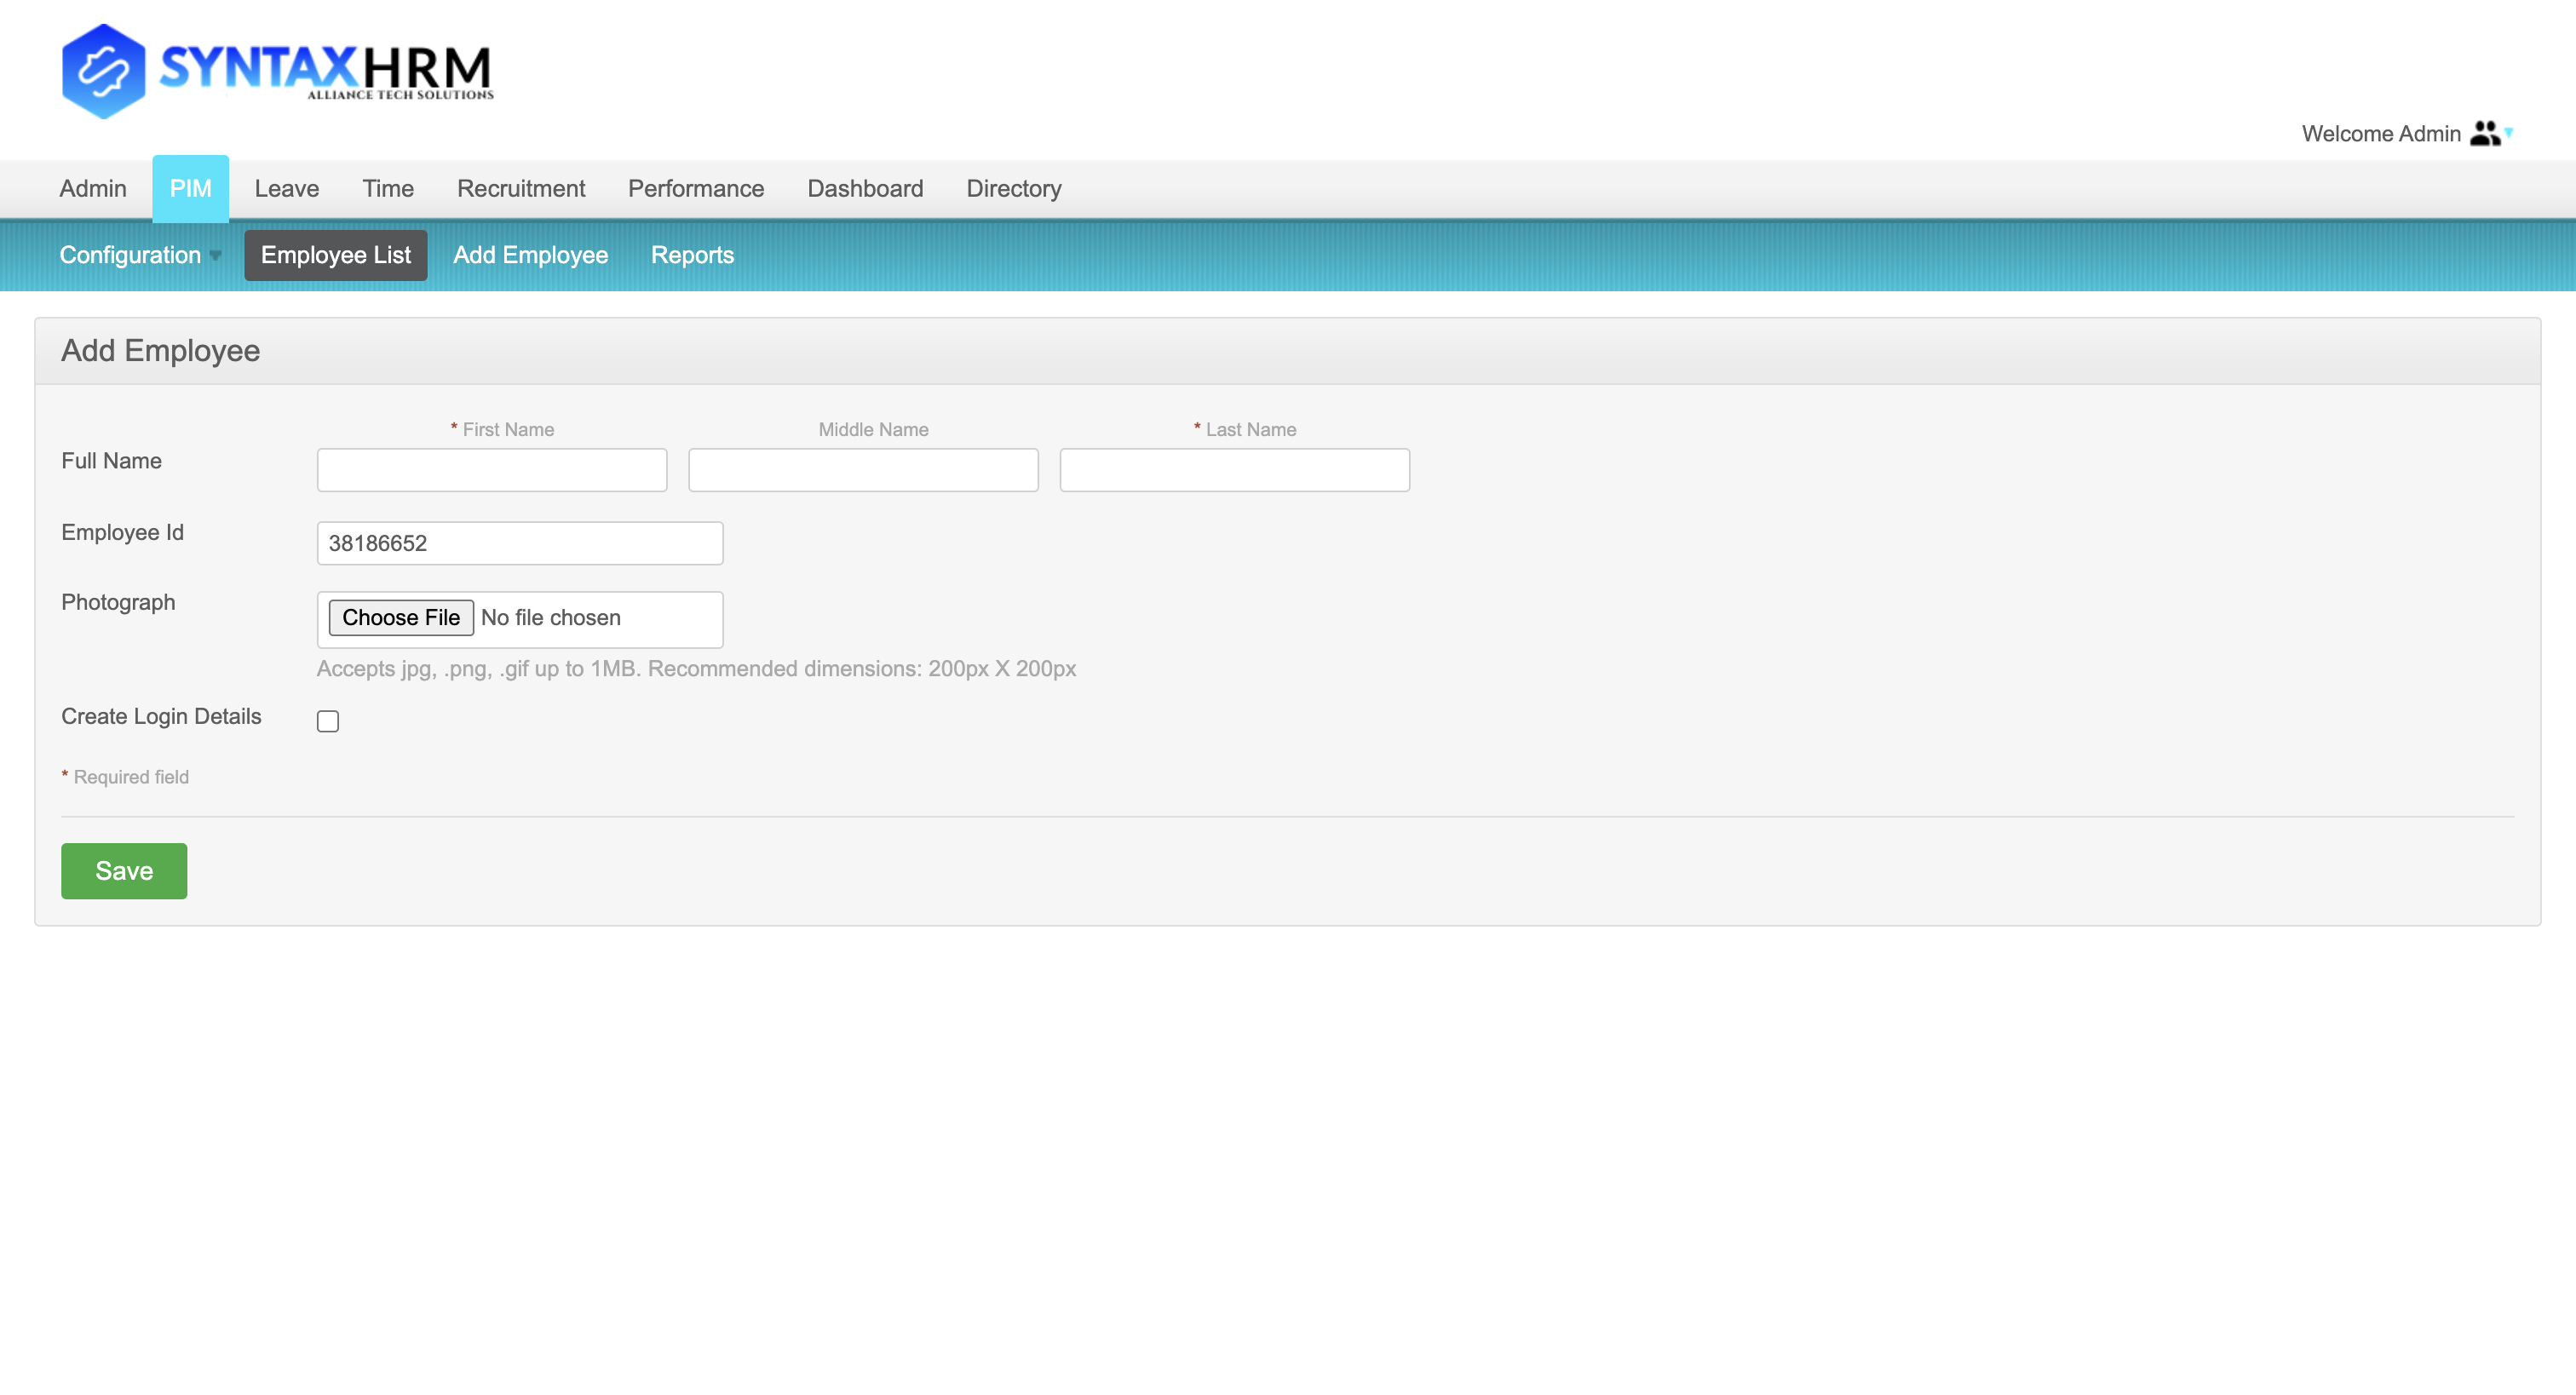 SYNTAXHRM
ALLIANCE TECH SOLUTIONS
Welcome Admin
Admin PIM Leave Time Recruitment Performance Dashboard Directory
Configuration Employee List Add Employee Reports
Add Employee
* First Name Middle Name * Last Name
Full Name
Employee Id 38186652
Photograph Choose File No file chosen
Accepts jpg, .png, .gif up to 1MB. Recommended dimensions: 200px X 200px
Create Login Details
* Required field
Save